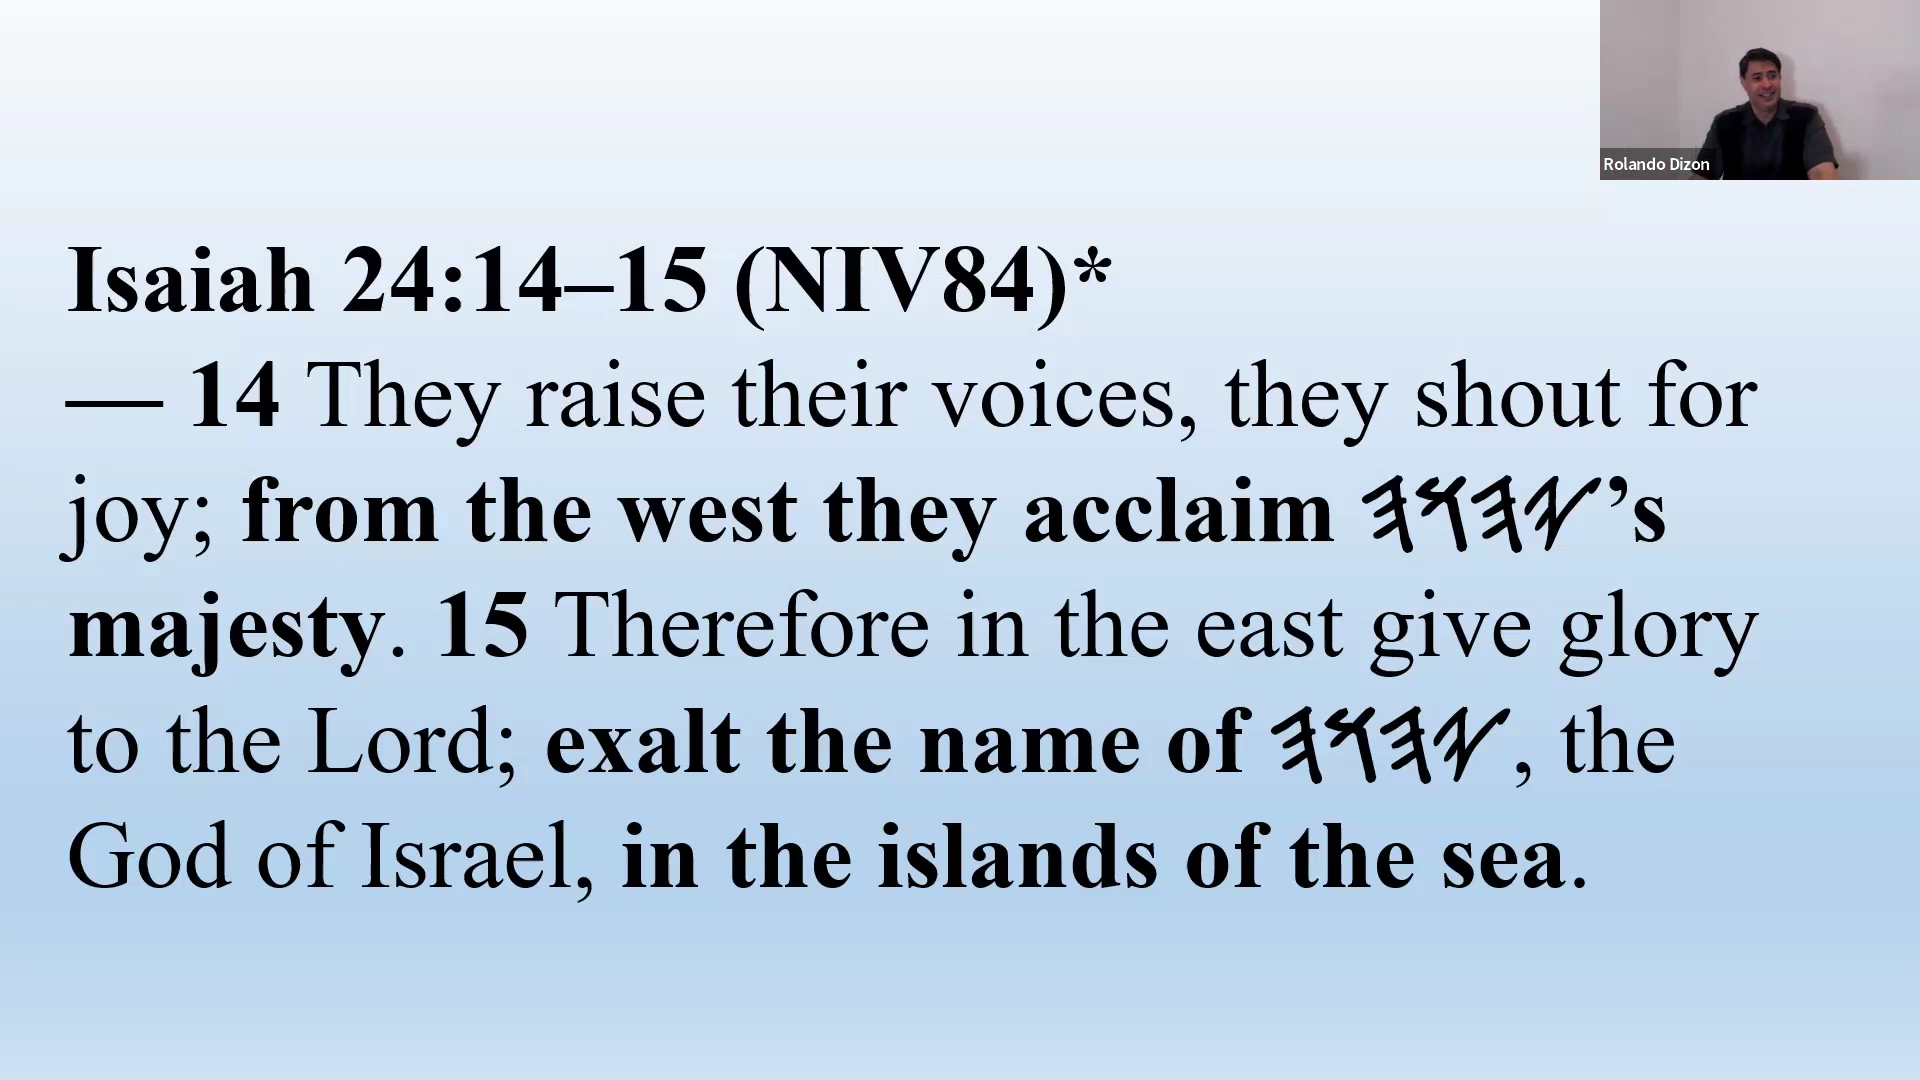 Rolando Dizon
Isaiah 24:14–15 (NIV84)*
— 14 They raise their voices, they shout for
joy; from the west they acclaim 𐤉𐤄𐤅𐤄’s
majesty. 15 Therefore in the east give glory
to the Lord; exalt the name of 𐤉𐤄𐤅𐤄, the
God of Israel, in the islands of the sea.